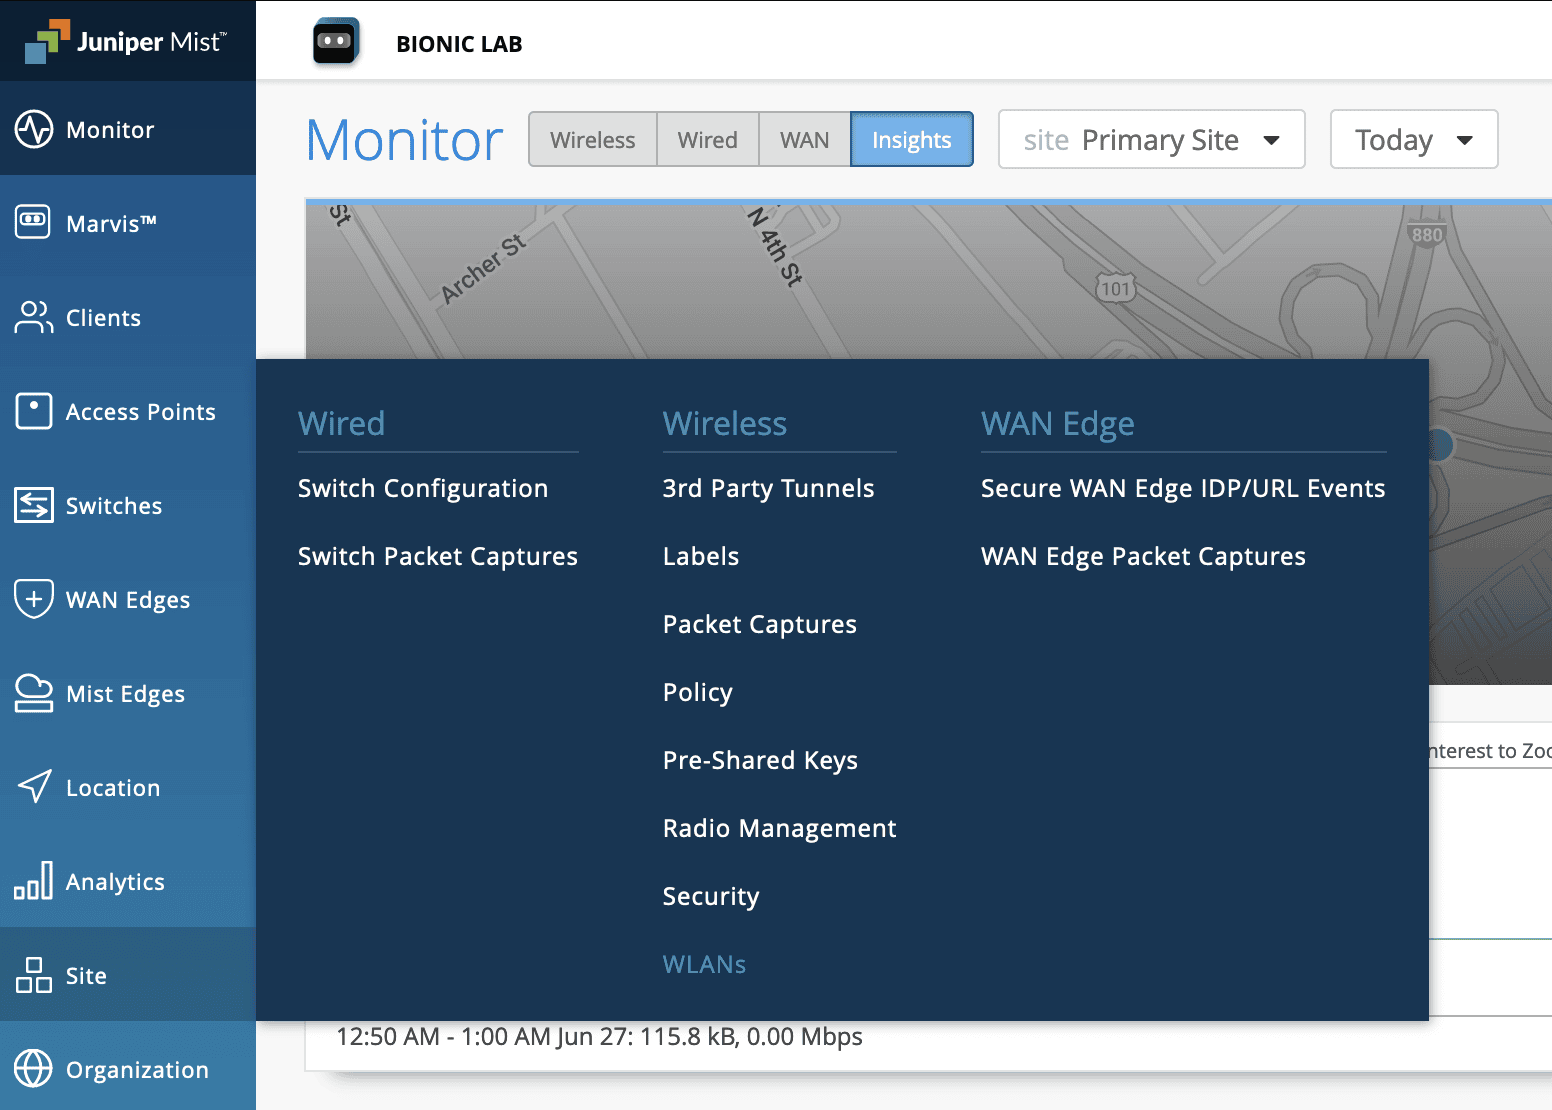 Juniper Mist™
BIONIC LAB
Monitor
Marvis™
Clients
Access Points
Switches
WAN Edges
Mist Edges
Location
Analytics
Site
Organization
Monitor
Wireless
Wired
WAN
Insights
site Primary Site
Today
St
Archer St
N 4th St
101
880
Wired
Switch Configuration
Switch Packet Captures
Wireless
3rd Party Tunnels
Labels
Packet Captures
Policy
Pre-Shared Keys
Radio Management
Security
WLANs
WAN Edge
Secure WAN Edge IDP/URL Events
WAN Edge Packet Captures
nterest to Zoo
12:50 AM - 1:00 AM Jun 27: 115.8 kB, 0.00 Mbps